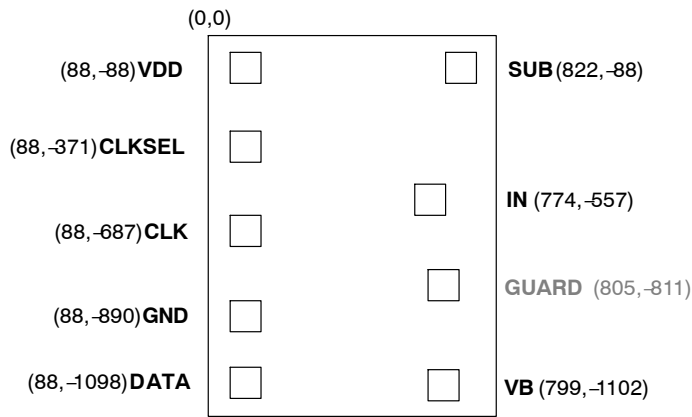 (0,0)
(88,–88) VDD
SUB (822,–88)
(88,–371) CLKSEL
IN (774,–557)
(88,–687) CLK
GUARD (805,–811)
(88,–890) GND
(88,–1098) DATA
VB (799,–1102)